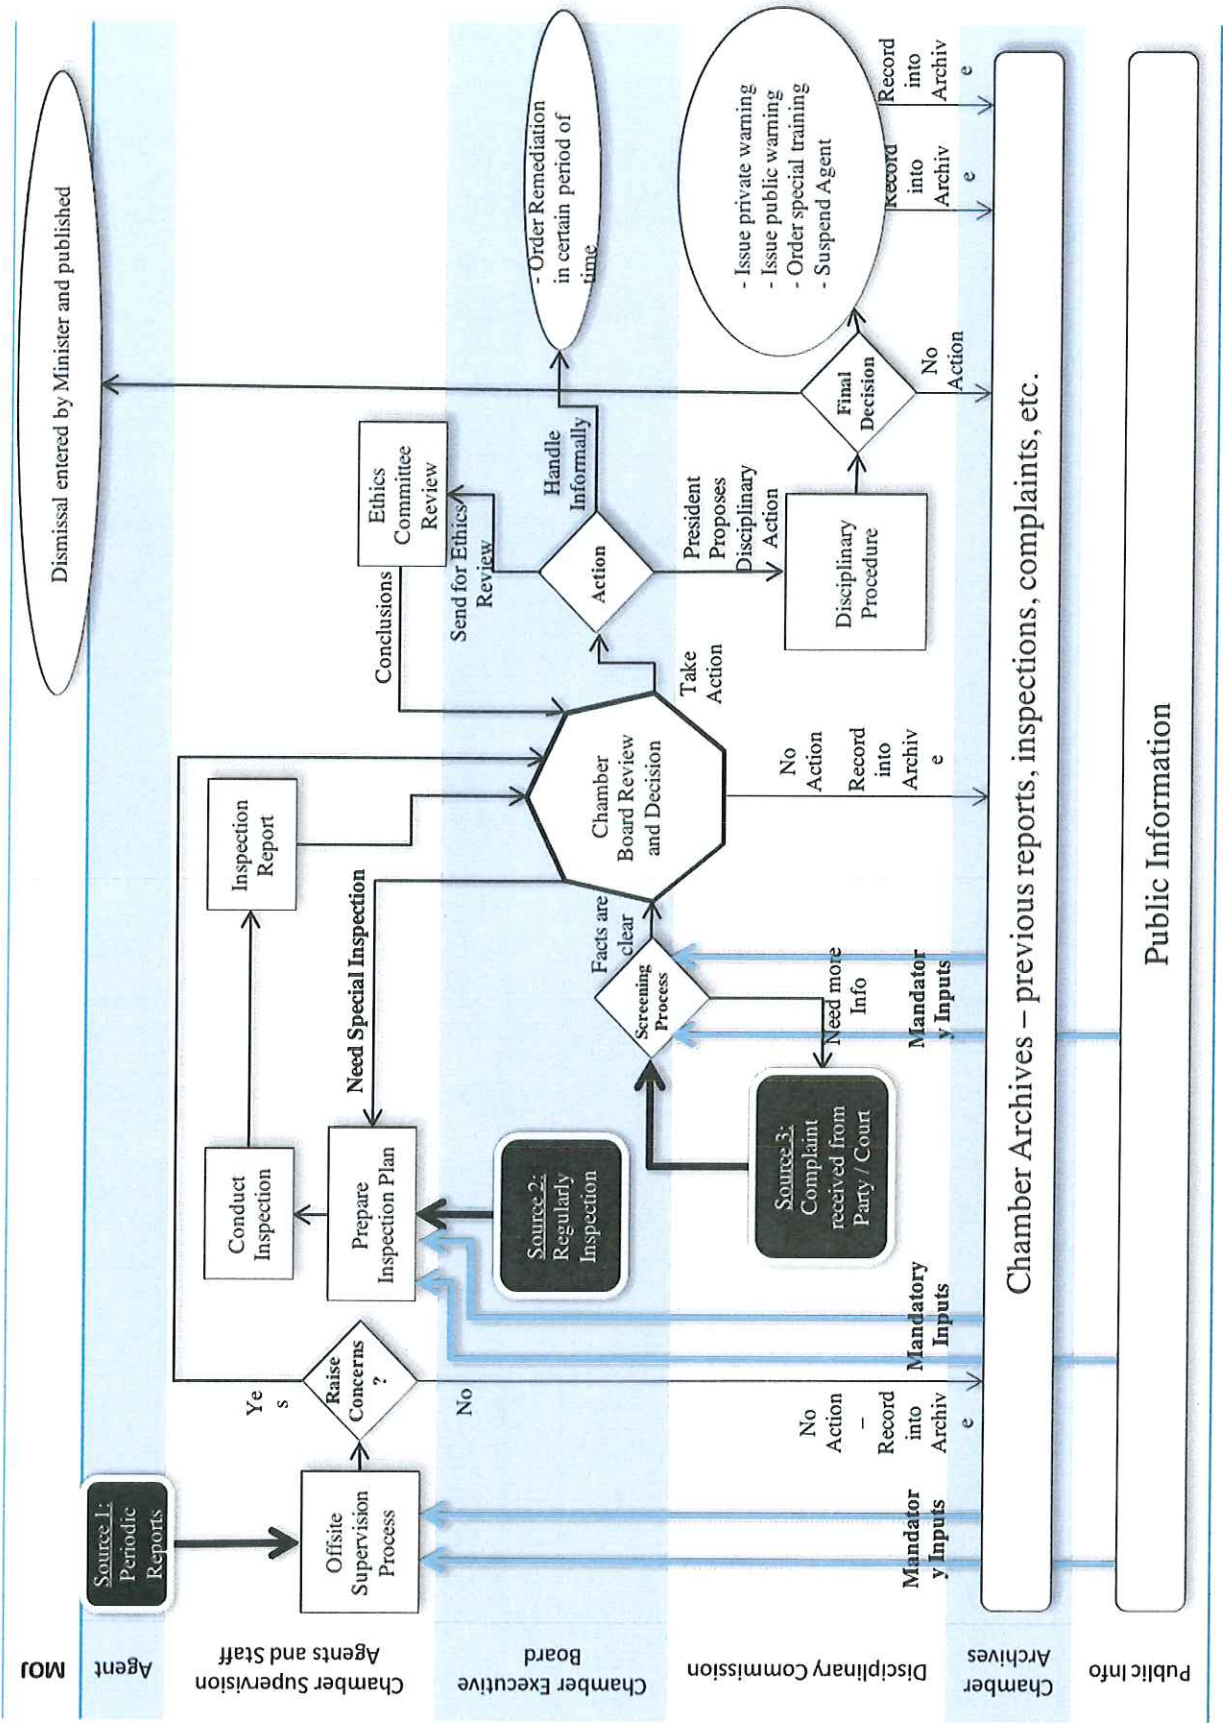 MOJ
Dismissal entered by Minister and published
Agent
Source 1:
Periodic
Reports
Chamber Supervision
Agents and Staff
Offsite
Supervision
Process
Raise
Concerns
?
Ye
s
No
Conduct
Inspection
Prepare
Inspection Plan
Inspection
Report
Need Special Inspection
Conclusions
Ethics
Committee
Review
Send for Ethics
Review
Chamber Executive
Board
Source 2:
Regularly
Inspection
Screening
Process
Facts are
clear
Chamber
Board Review
and Decision
Action
Handle
Informally
- Order Remediation
in certain period of
time
Take
Action
Disciplinary Commission
No
Action
–
Record
into
Archiv
e
Source 3:
Complaint
received from
Party / Court
Need more
Info
No
Action
Record
into
Archiv
e
President
Proposes
Disciplinary
Action
Disciplinary
Procedure
Final
Decision
No
Action
- Issue private warning
- Issue public warning
- Order special training
- Suspend Agent
Record
into
Archiv
e
Record
into
Archiv
e
Mandator
y Inputs
Mandatory
Inputs
Mandator
y Inputs
Chamber
Archives
Chamber Archives – previous reports, inspections, complaints, etc.
Public Info
Public Information